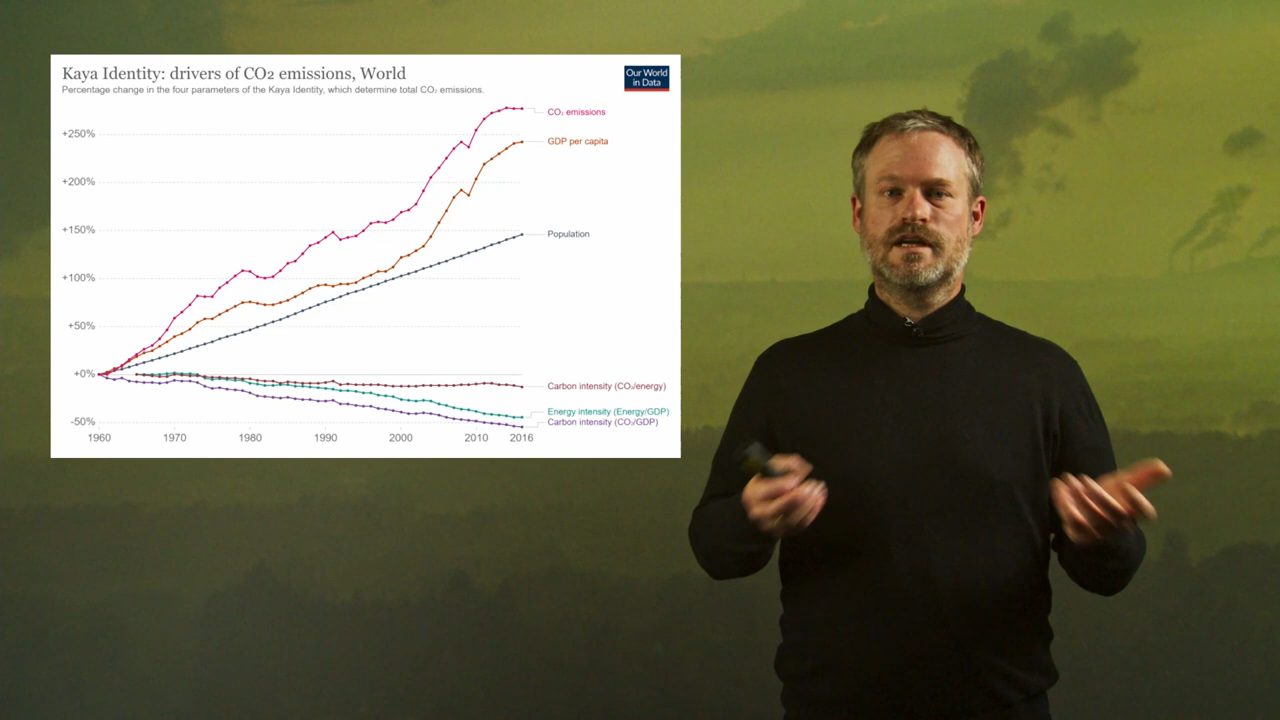 Kaya Identity: drivers of CO2 emissions, World
Percentage change in the four parameters of the Kaya Identity, which determine total CO₂ emissions.
Our World
in Data
CO₂ emissions
+250%
GDP per capita
+200%
+150%
Population
+100%
+50%
+0%
Carbon intensity (CO₂/energy)
Energy intensity (Energy/GDP)
-50%
Carbon intensity (CO₂/GDP)
1960 1970 1980 1990 2000 2010 2016